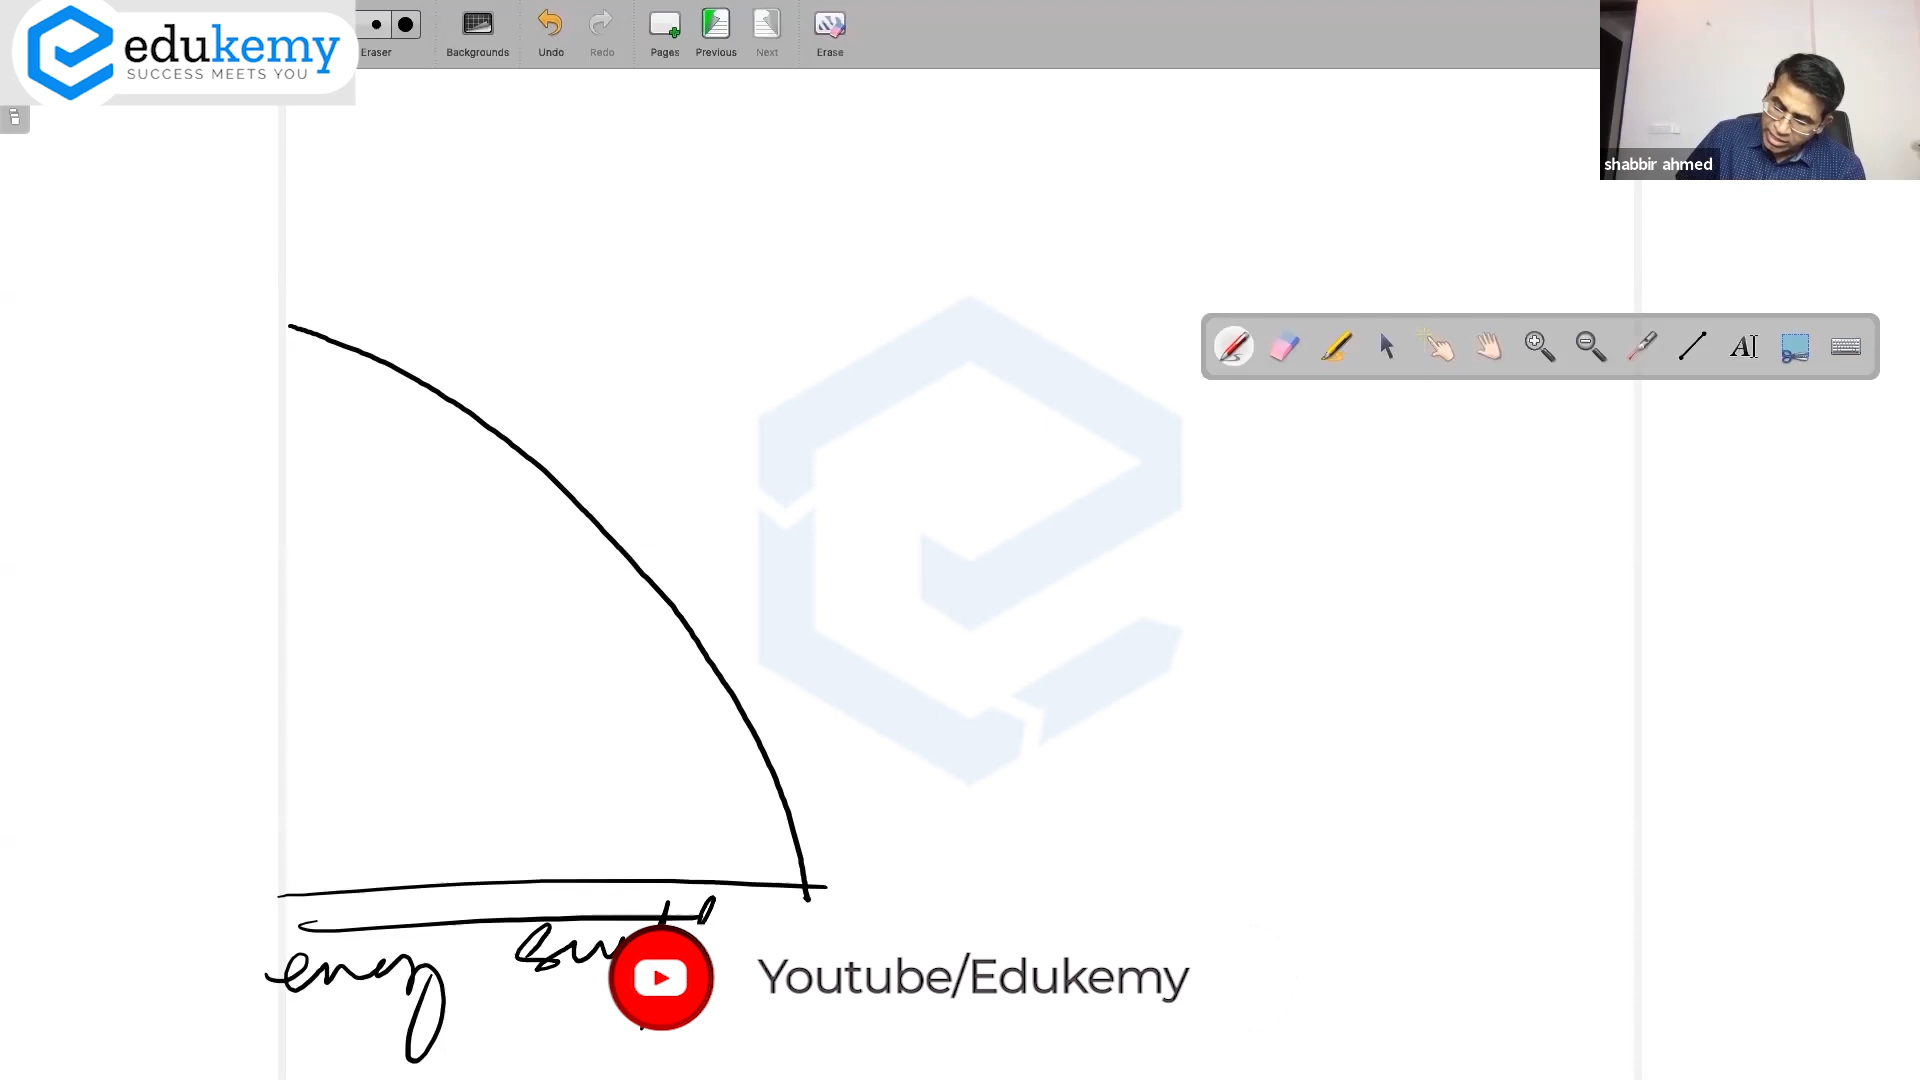 edukemy
SUCCESS MEETS YOU
Eraser
Backgrounds
Undo
Redo
Pages
Previous
Next
Erase
shabbir ahmed
energy
Youtube/Edukemy